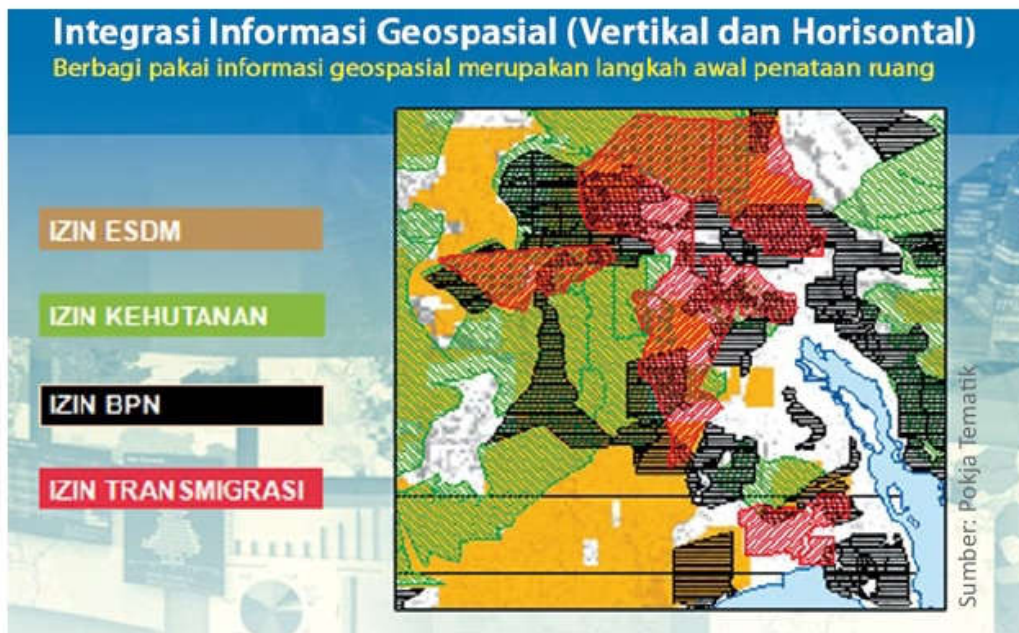 Integrasi Informasi Geospasial (Vertikal dan Horisontal)
Berbagi pakai informasi geospasial merupakan langkah awal penataan ruang
IZIN ESDM
IZIN KEHUTANAN
IZIN BPN
IZIN TRANSMIGRASI
Sumber: Pokja Tematik